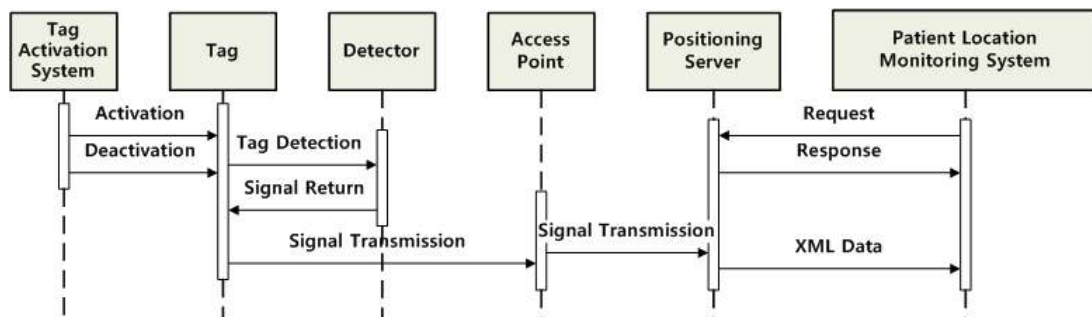 Tag
Activation
System
Tag
Detector
Access
Point
Positioning
Server
Patient Location
Monitoring System
Activation
Request
Deactivation
Tag Detection
Response
Signal Return
Signal Transmission
Signal Transmission
XML Data